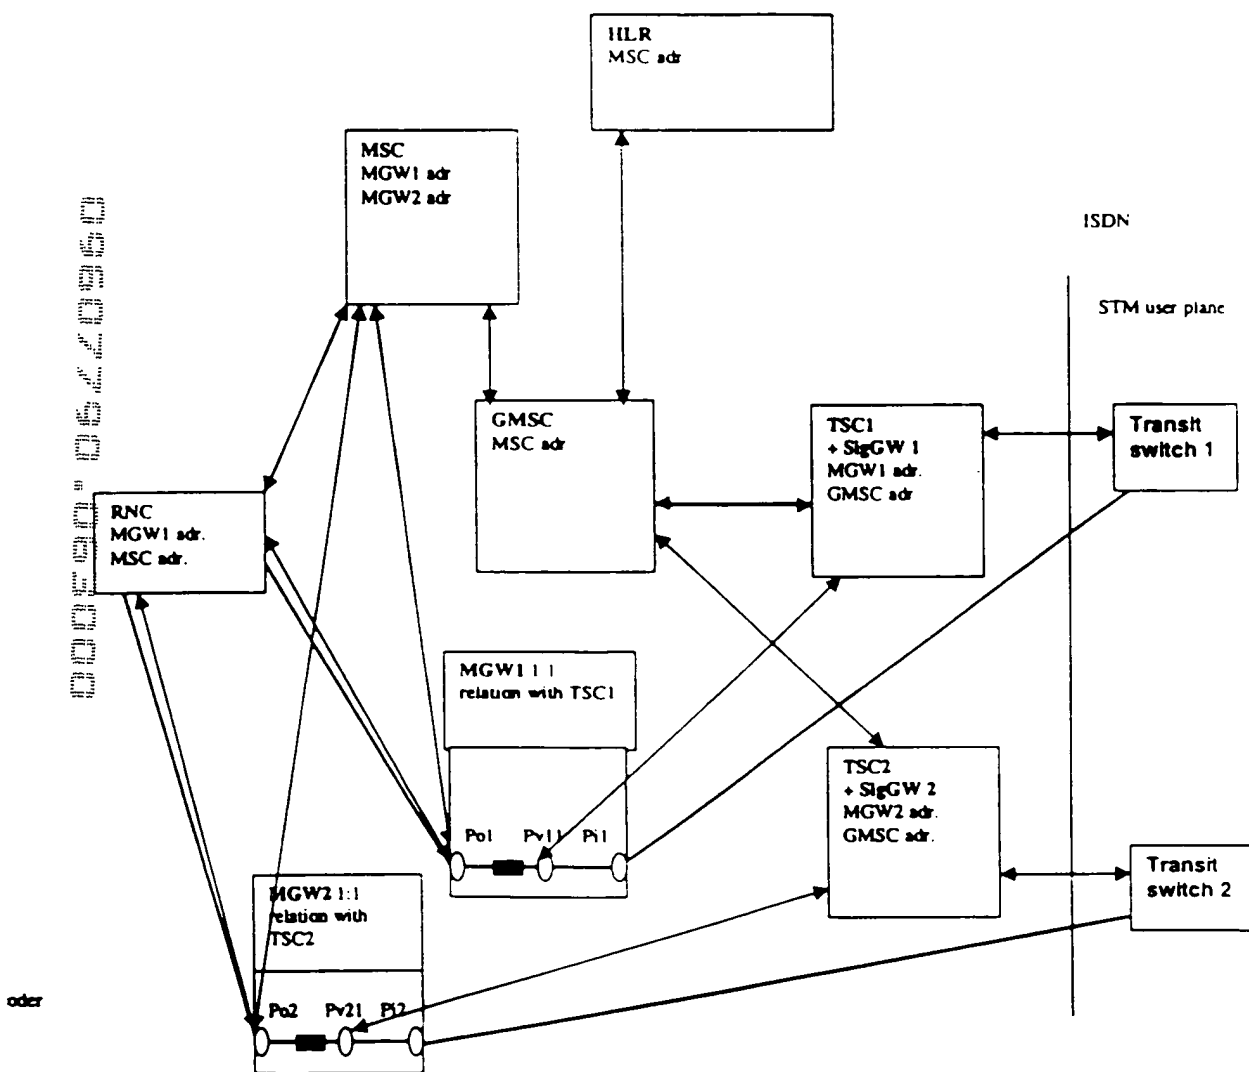 HLR
MSC adr
MSC
MGW1 adr
MGW2 adr
ISDN
STM user plane
GMSC
MSC adr
TSC1
+ SigGW 1
MGW1 adr.
GMSC adr
Transit
switch 1
RNC
MGW1 adr.
MSC adr.
MGW1 1:1
relation with TSC1
Po1 Pv11 Pi1
TSC2
+ SigGW 2
MGW2 adr.
GMSC adr.
Transit
switch 2
MGW2 1:1
relation with
TSC2
oder
Po2 Pv21 Pi2